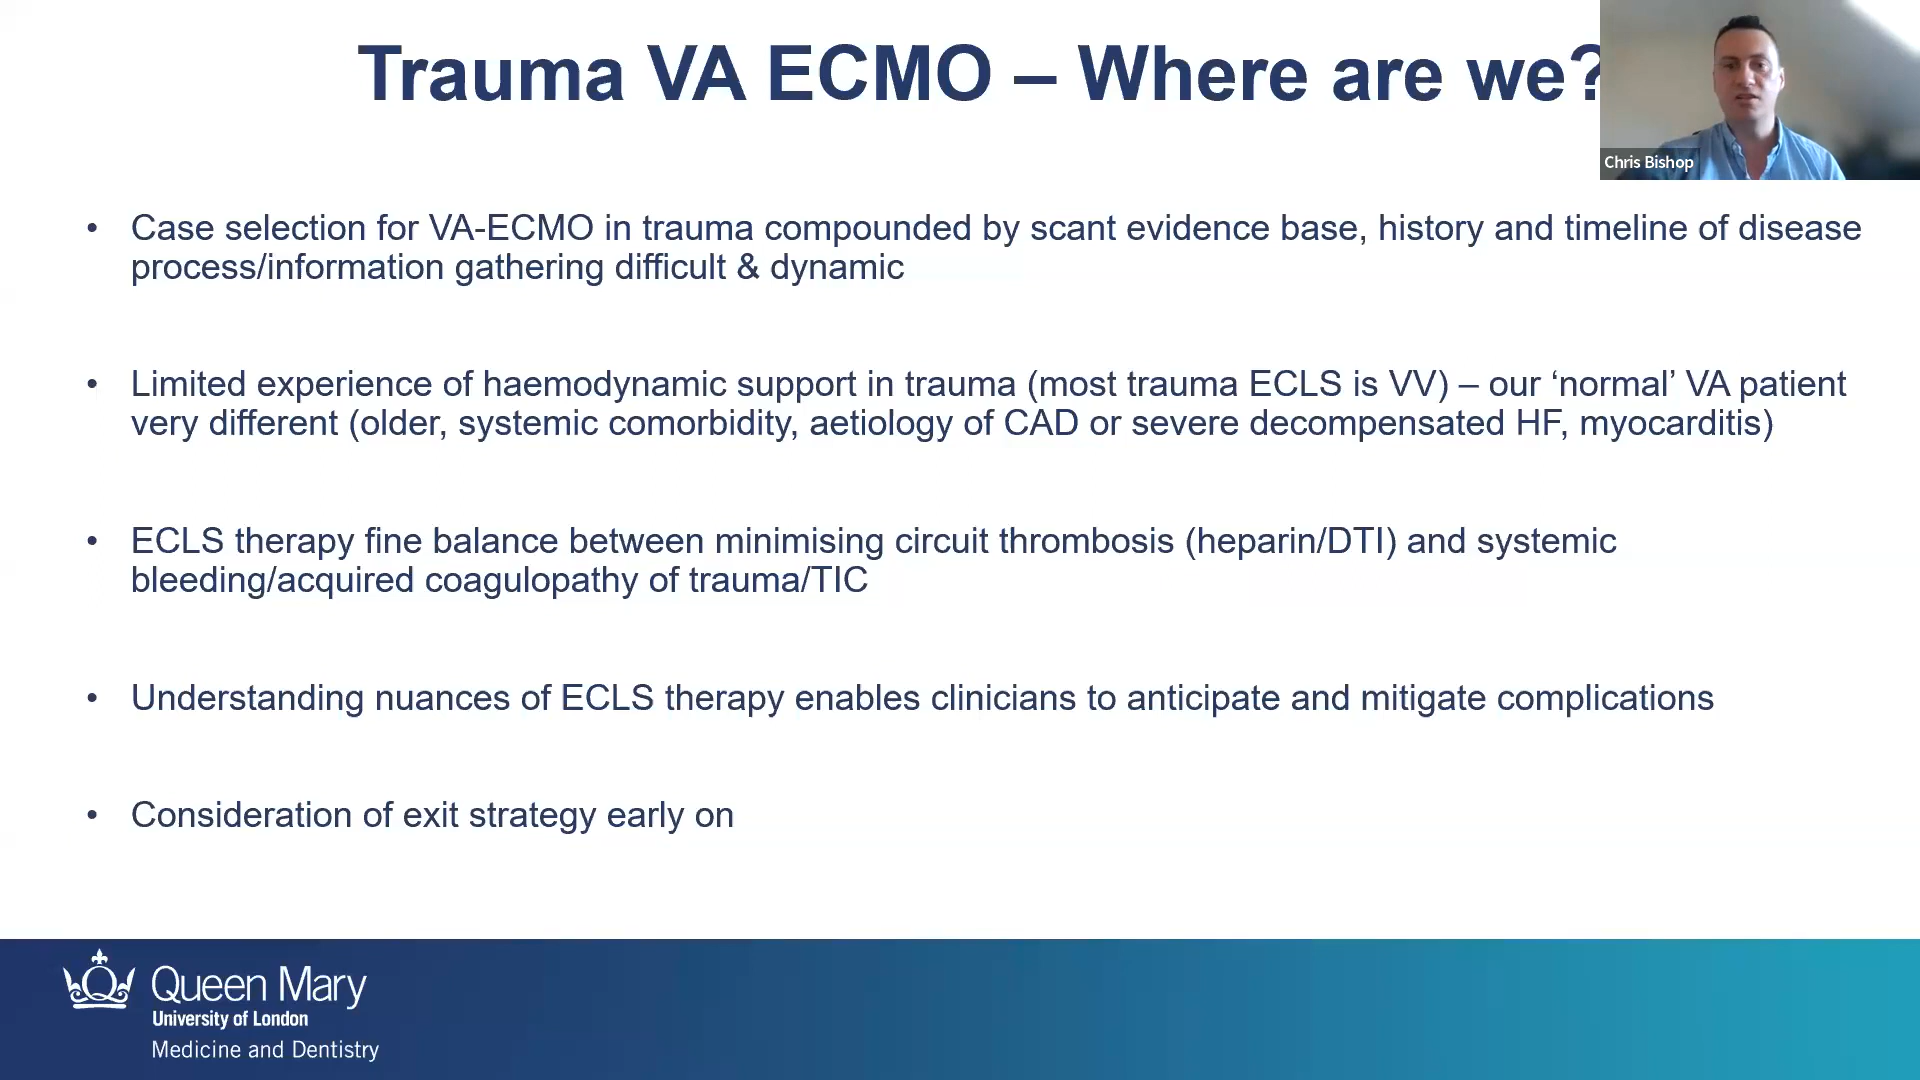 Trauma VA ECMO – Where are we?
Chris Bishop
• Case selection for VA-ECMO in trauma compounded by scant evidence base, history and timeline of disease
process/information gathering difficult & dynamic
• Limited experience of haemodynamic support in trauma (most trauma ECLS is VV) – our ‘normal’ VA patient
very different (older, systemic comorbidity, aetiology of CAD or severe decompensated HF, myocarditis)
• ECLS therapy fine balance between minimising circuit thrombosis (heparin/DTI) and systemic
bleeding/acquired coagulopathy of trauma/TIC
• Understanding nuances of ECLS therapy enables clinicians to anticipate and mitigate complications
• Consideration of exit strategy early on
Queen Mary
University of London
Medicine and Dentistry